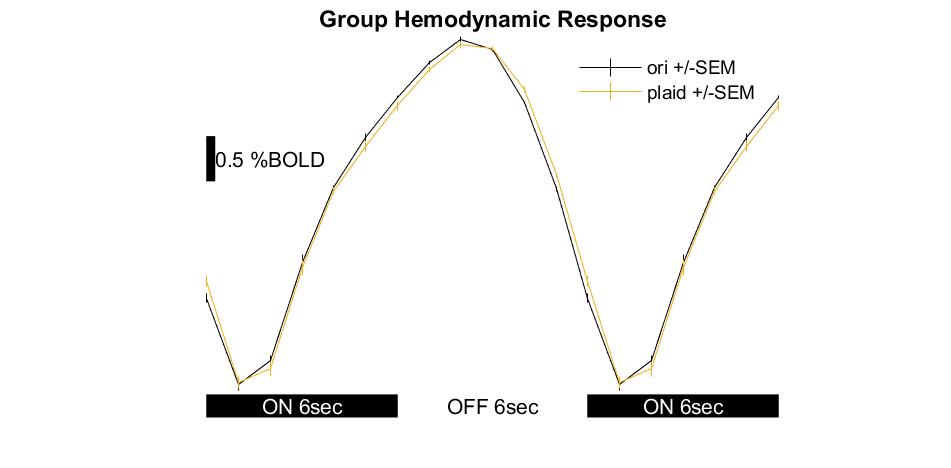 Group Hemodynamic Response
ori +/-SEM
plaid +/-SEM
0.5 %BOLD
ON 6sec
OFF 6sec
ON 6sec